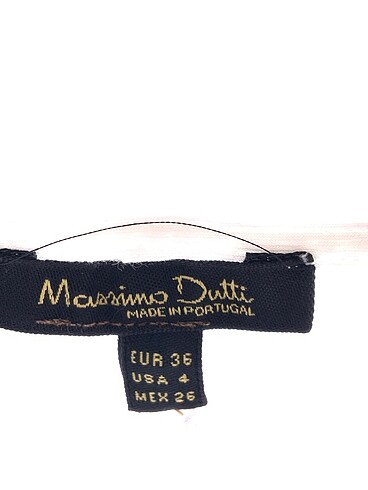 Massimo Dutti
MADE IN PORTUGAL
EUR 36
USA 4
MEX 26